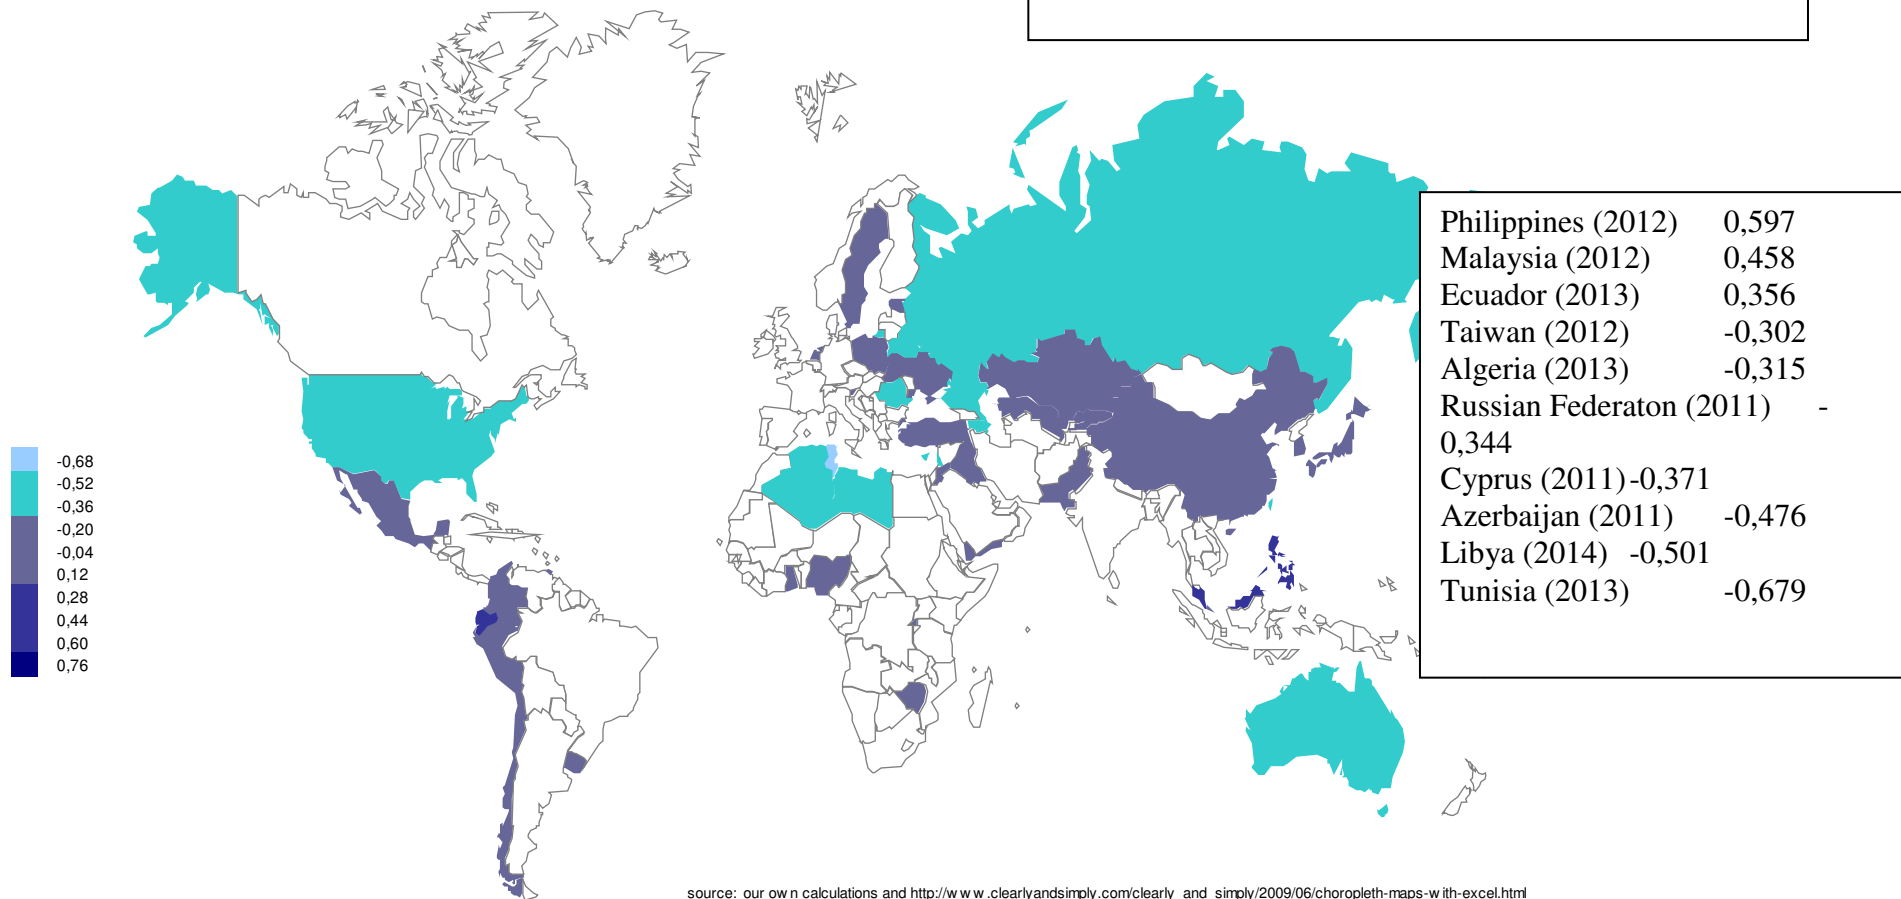 Philippines (2012) 0,597
Malaysia (2012) 0,458
Ecuador (2013) 0,356
Taiwan (2012) -0,302
Algeria (2013) -0,315
Russian Federaton (2011) -
0,344
Cyprus (2011) -0,371
Azerbaijan (2011) -0,476
Libya (2014) -0,501
Tunisia (2013) -0,679
-0,68
-0,52
-0,36
-0,20
-0,04
0,12
0,28
0,44
0,60
0,76
source: our own calculations and http://www.clearlyandsimply.com/clearly_and_simply/2009/06/choropleth-maps-with-excel.html